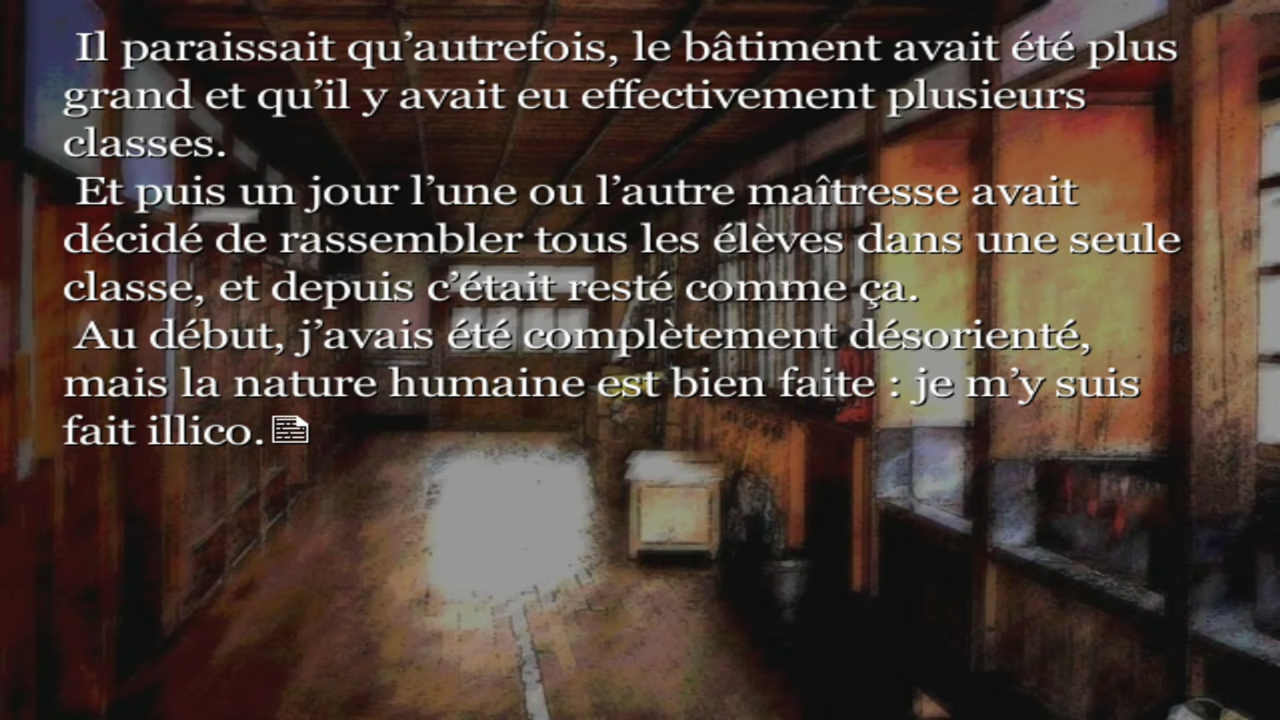 Il paraissait qu’autrefois, le bâtiment avait été plus
grand et qu’il y avait eu effectivement plusieurs
classes.
Et puis un jour l’une ou l’autre maîtresse avait
décidé de rassembler tous les élèves dans une seule
classe, et depuis c’était resté comme ça.
Au début, j’avais été complètement désorienté,
mais la nature humaine est bien faite : je m’y suis
fait illico.